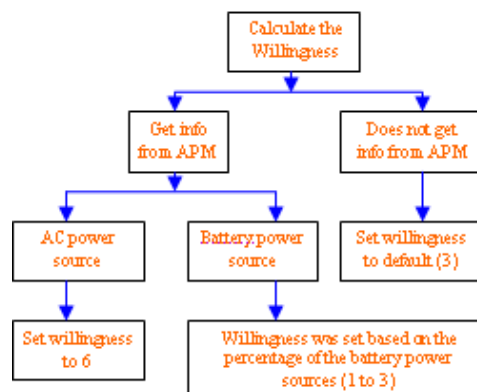 Calculate the
Willingness
Get info
from APM
Does not get
info from APM
AC power
source
Battery power
source
Set willingness
to default (3)
Set willingness
to 6
Willingness was set based on the
percentage of the battery power
sources (1 to 3)